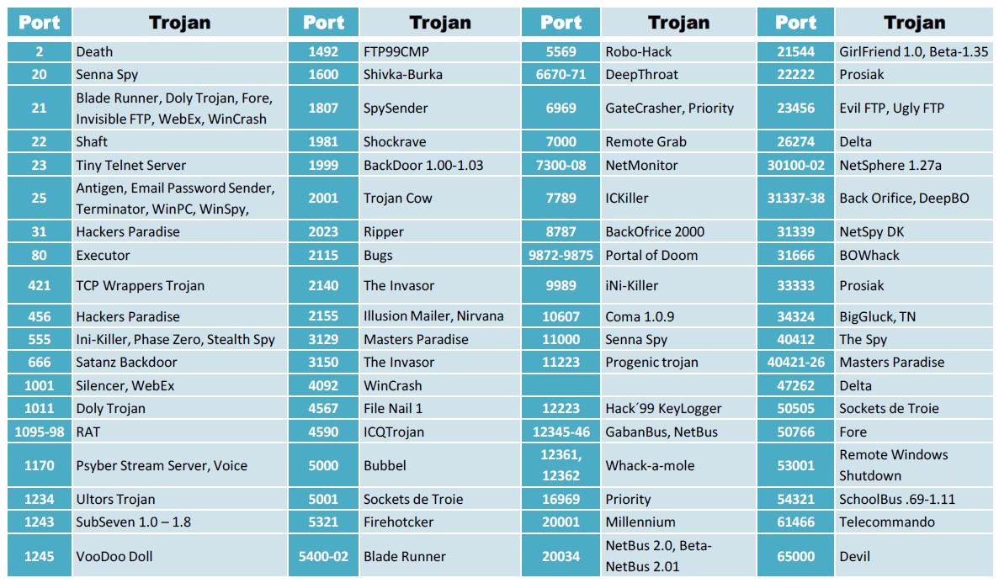 Port Trojan Port Trojan Port Trojan Port Trojan
2 Death 1492 FTP99CMP 5569 Robo-Hack 21544 GirlFriend 1.0, Beta-1.35
20 Senna Spy 1600 Shivka-Burka 6670-71 DeepThroat 22222 Prosiak
21 Blade Runner, Doly Trojan, Fore,
Invisible FTP, WebEx, WinCrash 1807 SpySender 6969 GateCrasher, Priority 23456 Evil FTP, Ugly FTP
22 Shaft 1981 Shockrave 7000 Remote Grab 26274 Delta
23 Tiny Telnet Server 1999 BackDoor 1.00-1.03 7300-08 NetMonitor 30100-02 NetSphere 1.27a
25 Antigen, Email Password Sender,
Terminator, WinPC, WinSpy, 2001 Trojan Cow 7789 ICKiller 31337-38 Back Orifice, DeepBO
31 Hackers Paradise 2023 Ripper 8787 BackOfrice 2000 31339 NetSpy DK
80 Executor 2115 Bugs 9872-9875 Portal of Doom 31666 BOWhack
421 TCP Wrappers Trojan 2140 The Invasor 9989 iNi-Killer 33333 Prosiak
456 Hackers Paradise 2155 Illusion Mailer, Nirvana 10607 Coma 1.0.9 34324 BigGluck, TN
555 Ini-Killer, Phase Zero, Stealth Spy 3129 Masters Paradise 11000 Senna Spy 40412 The Spy
666 Satanz Backdoor 3150 The Invasor 11223 Progenic trojan 40421-26 Masters Paradise
1001 Silencer, WebEx 4092 WinCrash 47262 Delta
1011 Doly Trojan 4567 File Nail 1 12223 Hack´99 KeyLogger 50505 Sockets de Troie
1095-98 RAT 4590 ICQTrojan 12345-46 GabanBus, NetBus 50766 Fore
1170 Psyber Stream Server, Voice 5000 Bubbel 12361,
12362 Whack-a-mole 53001 Remote Windows
Shutdown
1234 Ultors Trojan 5001 Sockets de Troie 16969 Priority 54321 SchoolBus .69-1.11
1243 SubSeven 1.0 – 1.8 5321 Firehotcker 20001 Millennium 61466 Telecommando
1245 VooDoo Doll 5400-02 Blade Runner 20034 NetBus 2.0, Beta-
NetBus 2.01 65000 Devil